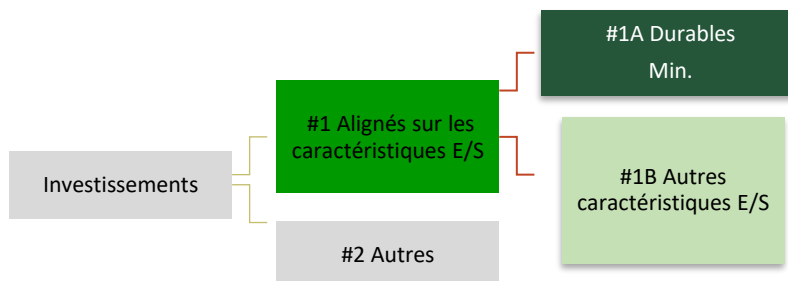 Investissements
#1 Alignés sur les
caractéristiques E/S
#2 Autres
#1A Durables
Min.
#1B Autres
caractéristiques E/S